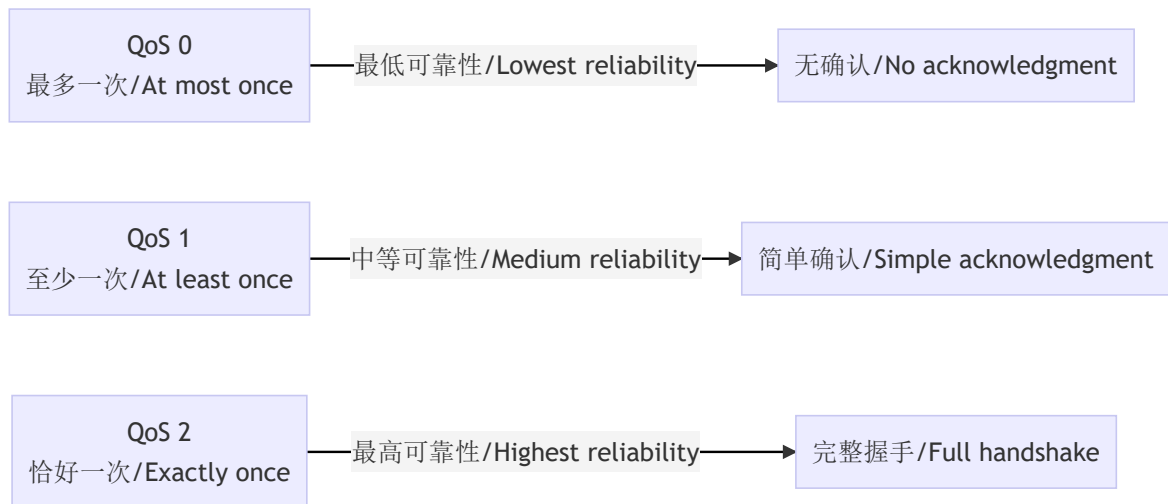 QoS 0
最多一次/At most once
最低可靠性/Lowest reliability
无确认/No acknowledgment
QoS 1
至少一次/At least once
中等可靠性/Medium reliability
简单确认/Simple acknowledgment
QoS 2
恰好一次/Exactly once
最高可靠性/Highest reliability
完整握手/Full handshake